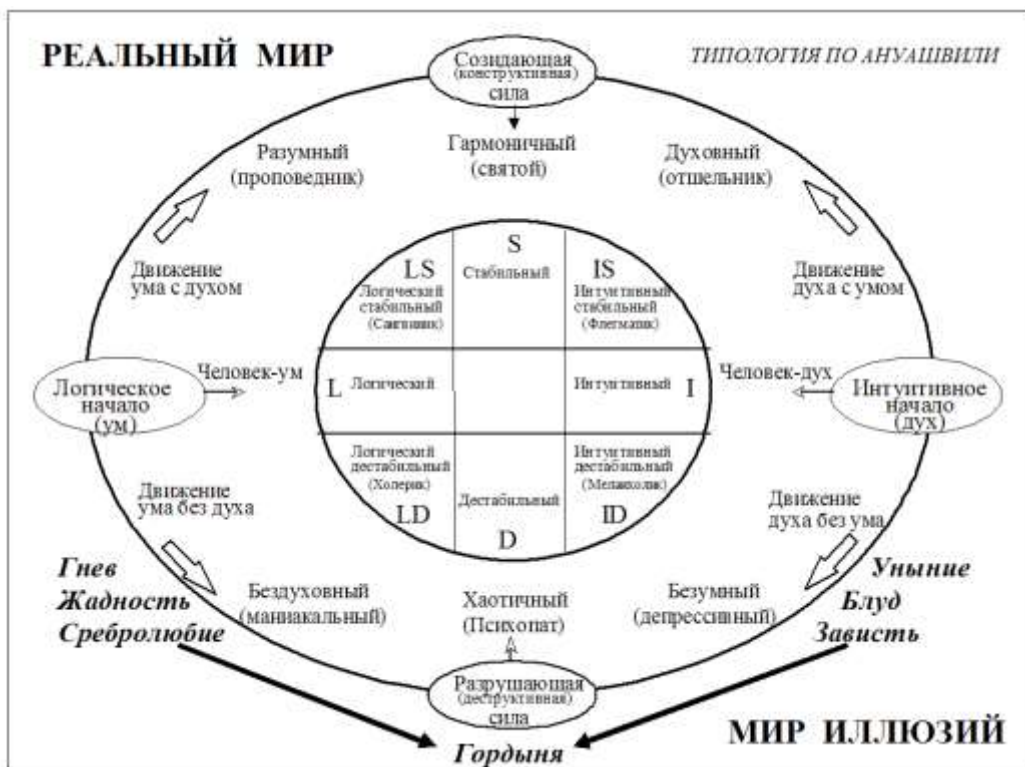 РЕАЛЬНЫЙ МИР
ТИПОЛОГИЯ ПО АНУАШВИЛИ
Созидающая
(конструктивная)
сила
Гармоничный
(святой)
Разумный
(проповедник)
Духовный
(отшельник)
Движение
ума с духом
Движение
духа с умом
S
Стабильный
LS
Логический
стабильный
(Сангвиник)
IS
Интуитивный
стабильный
(Флегматик)
Логическое
начало
(ум)
Человек-ум
L Логический
Интуитивный I
Человек-дух
Интуитивное
начало
(дух)
Логический
дестабильный
(Холерик)
LD
Дестабильный
D
Интуитивный
дестабильный
(Меланхолик)
ID
Движение
ума без духа
Движение
духа без ума
Гнев
Жадность
Сребролюбие
Бездуховный
(маниакальный)
Хаотичный
(Психопат)
Безумный
(депрессивный)
Уныние
Блуд
Зависть
Разрушающая
(деструктивная)
сила
Гордыня
МИР ИЛЛЮЗИЙ